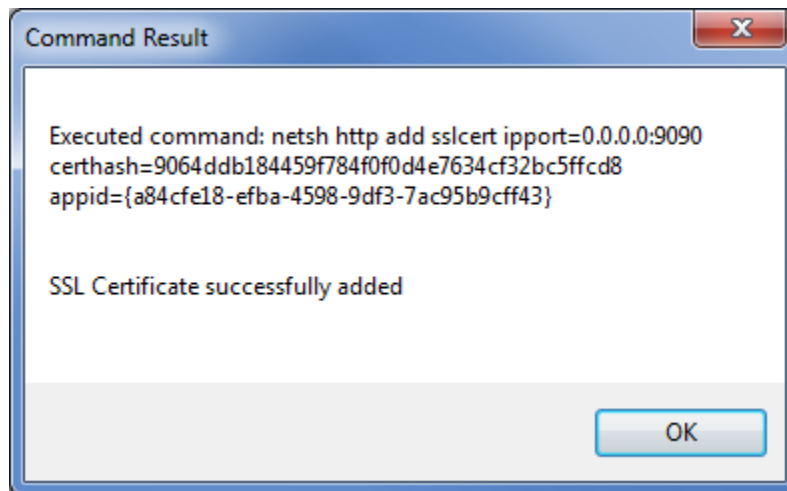 Command Result
Executed command: netsh http add sslcert ipport=0.0.0.0:9090
certhash=9064ddb184459f784f0f0d4e7634cf32bc5ffcd8
appid={a84cfe18-efba-4598-9df3-7ac95b9cff43}
SSL Certificate successfully added
OK